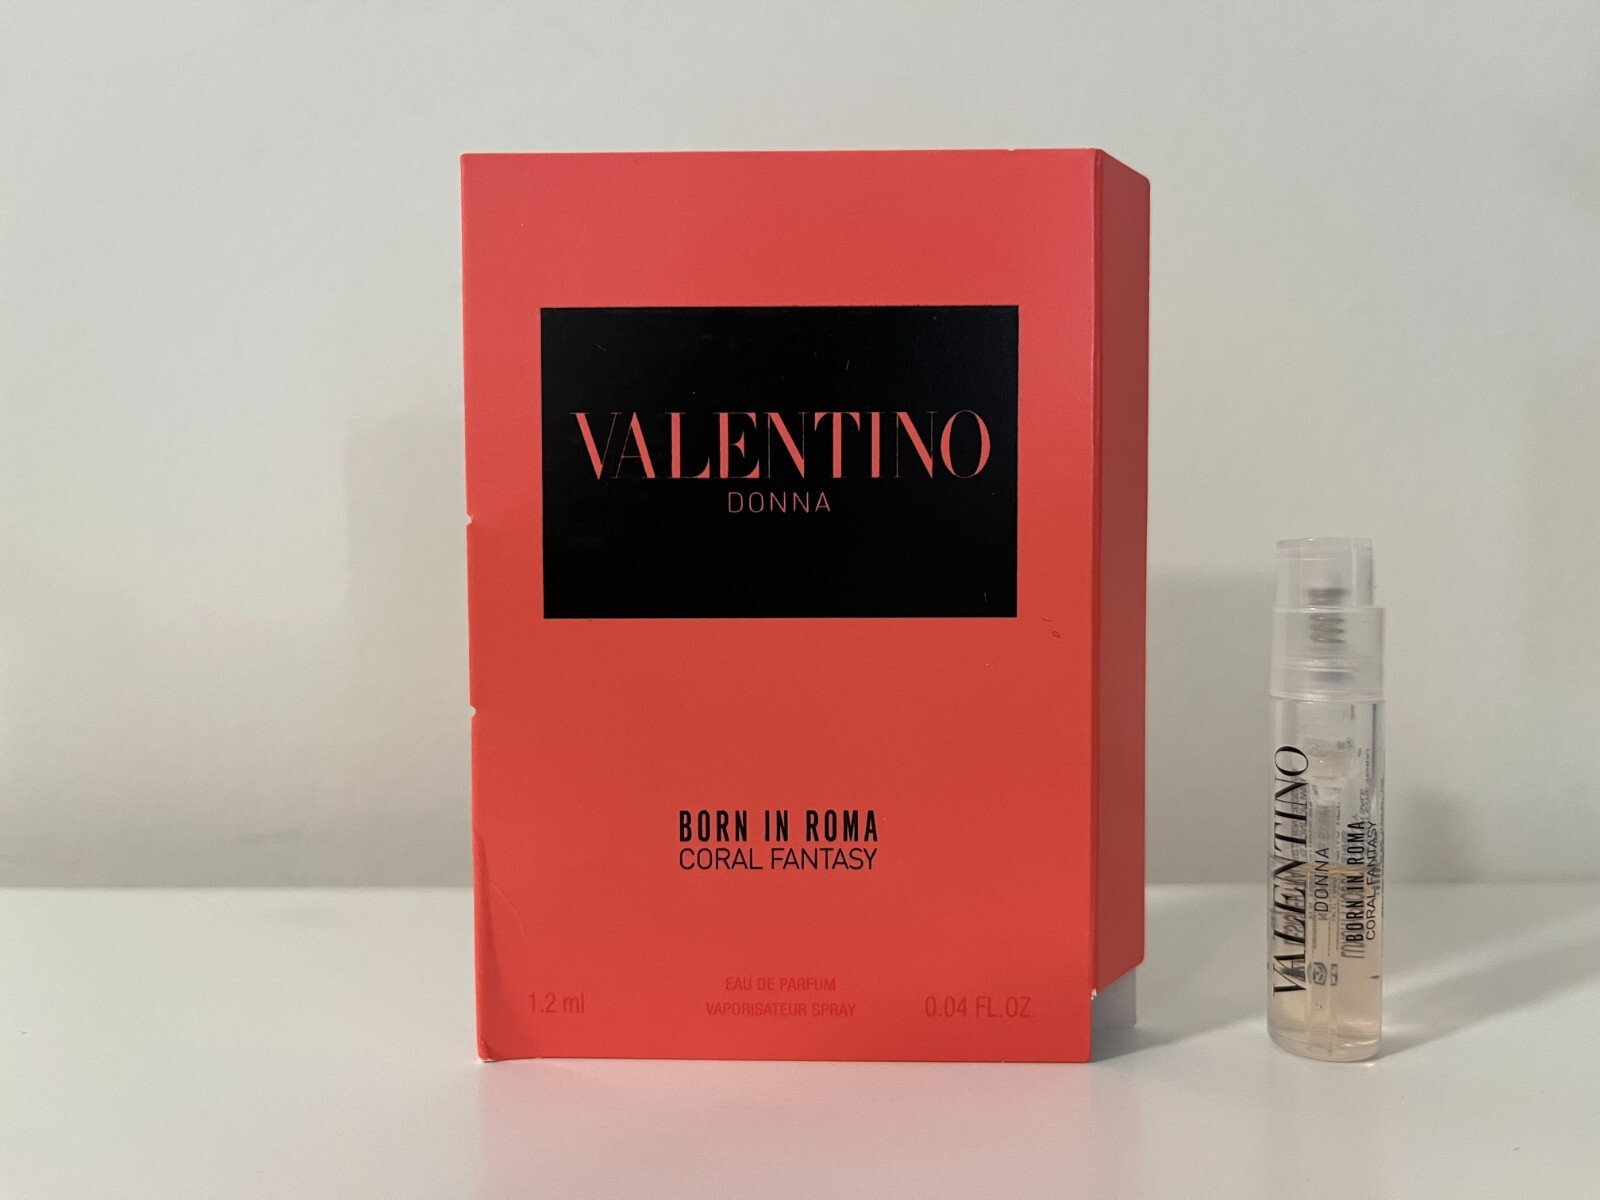 VALENTINO
DONNA
BORN IN ROMA
CORAL FANTASY
1.2 ml
EAU DE PARFUM
VAPORISATEUR SPRAY
0.04 FL.OZ.
VALENTINO
DONNA
BORN IN ROMA
CORAL FANTASY